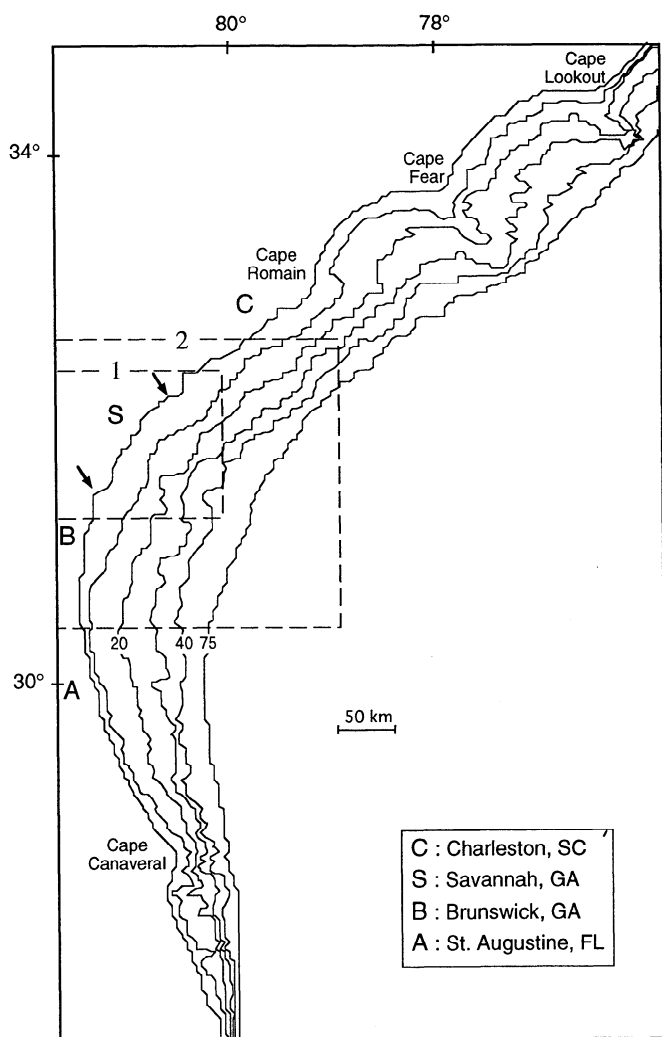 80° 78°
Cape
Lookout
34°
Cape
Fear
Cape
Romain
C
2
1
S
B
20 40 75
30°
A
50 km
Cape
Canaveral
C : Charleston, SC
S : Savannah, GA
B : Brunswick, GA
A : St. Augustine, FL